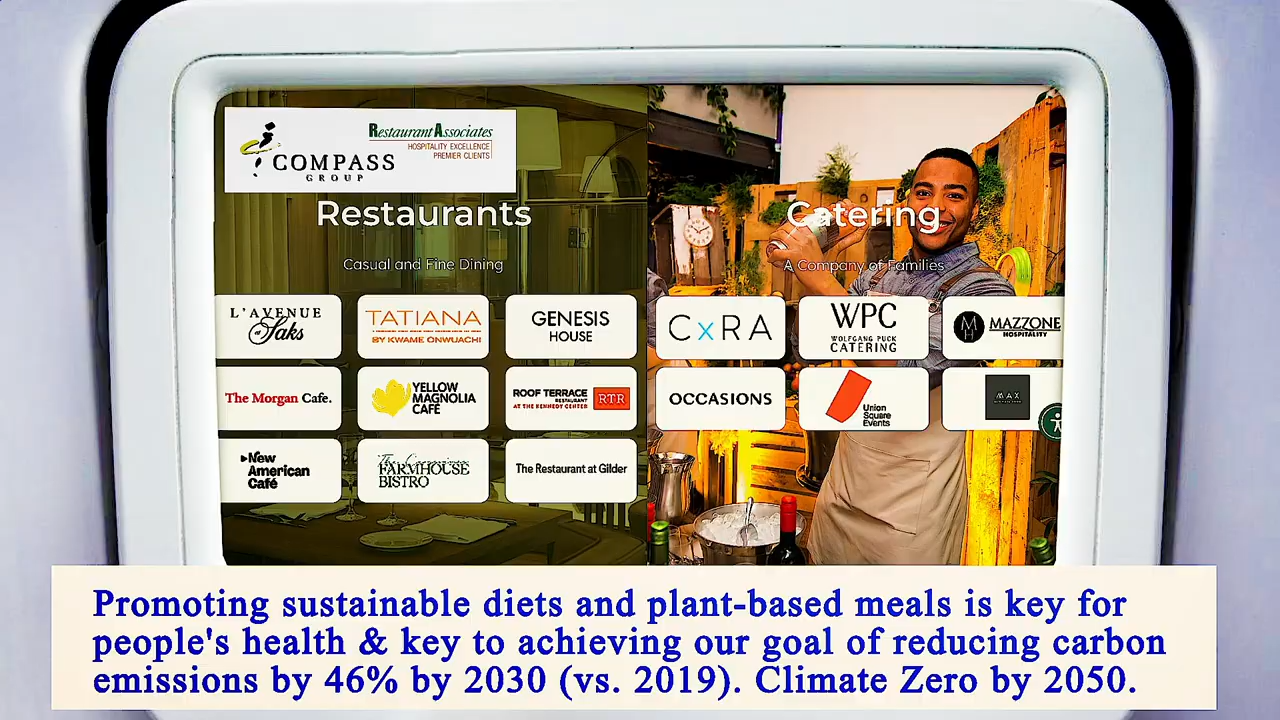 COMPASS
GROUP
Restaurant Associates
HOSPITALITY EXCELLENCE
PREMIER CLIENTS
Restaurants
Casual and Fine Dining
L'AVENUE
at Saks
TATIANA
BY KWAME ONWUACHI
GENESIS
HOUSE
The Morgan Cafe.
YELLOW
MAGNOLIA
CAFÉ
ROOF TERRACE
RESTAURANT
AT THE KENNEDY CENTER
RTR
New
American
Café
FARMHOUSE
BISTRO
The Restaurant at Gilder
Catering
A Company of Families
CxRA
WPC
WOLFGANG PUCK
CATERING
MH
MAZZONE
HOSPITALITY
OCCASIONS
Union
Square
Events
MAX
Promoting sustainable diets and plant-based meals is key for
people's health & key to achieving our goal of reducing carbon
emissions by 46% by 2030 (vs. 2019). Climate Zero by 2050.